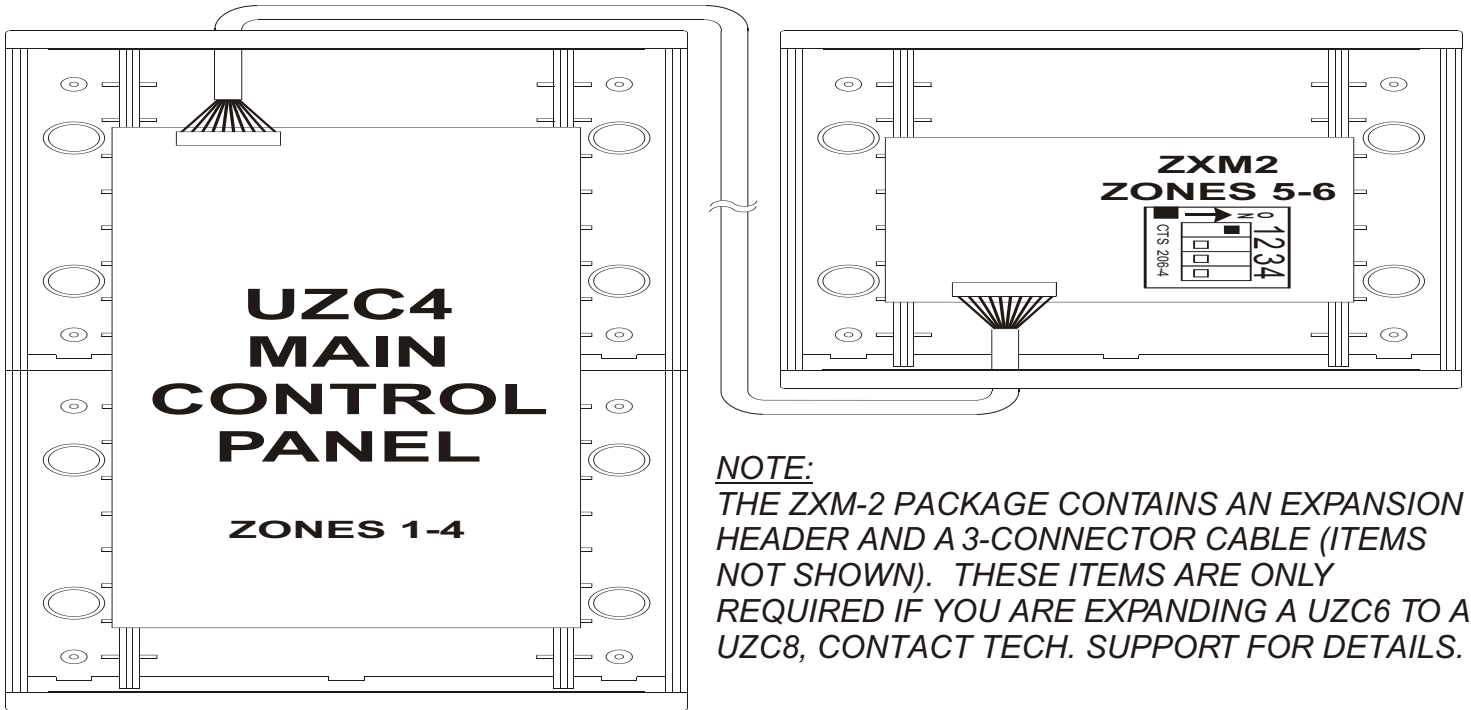 UZC4
MAIN
CONTROL
PANEL
ZONES 1-4
ZXM2
ZONES 5-6
ON
1234
CTS 206-4
NOTE:
THE ZXM-2 PACKAGE CONTAINS AN EXPANSION
HEADER AND A 3-CONNECTOR CABLE (ITEMS
NOT SHOWN). THESE ITEMS ARE ONLY
REQUIRED IF YOU ARE EXPANDING A UZC6 TO A
UZC8, CONTACT TECH. SUPPORT FOR DETAILS.